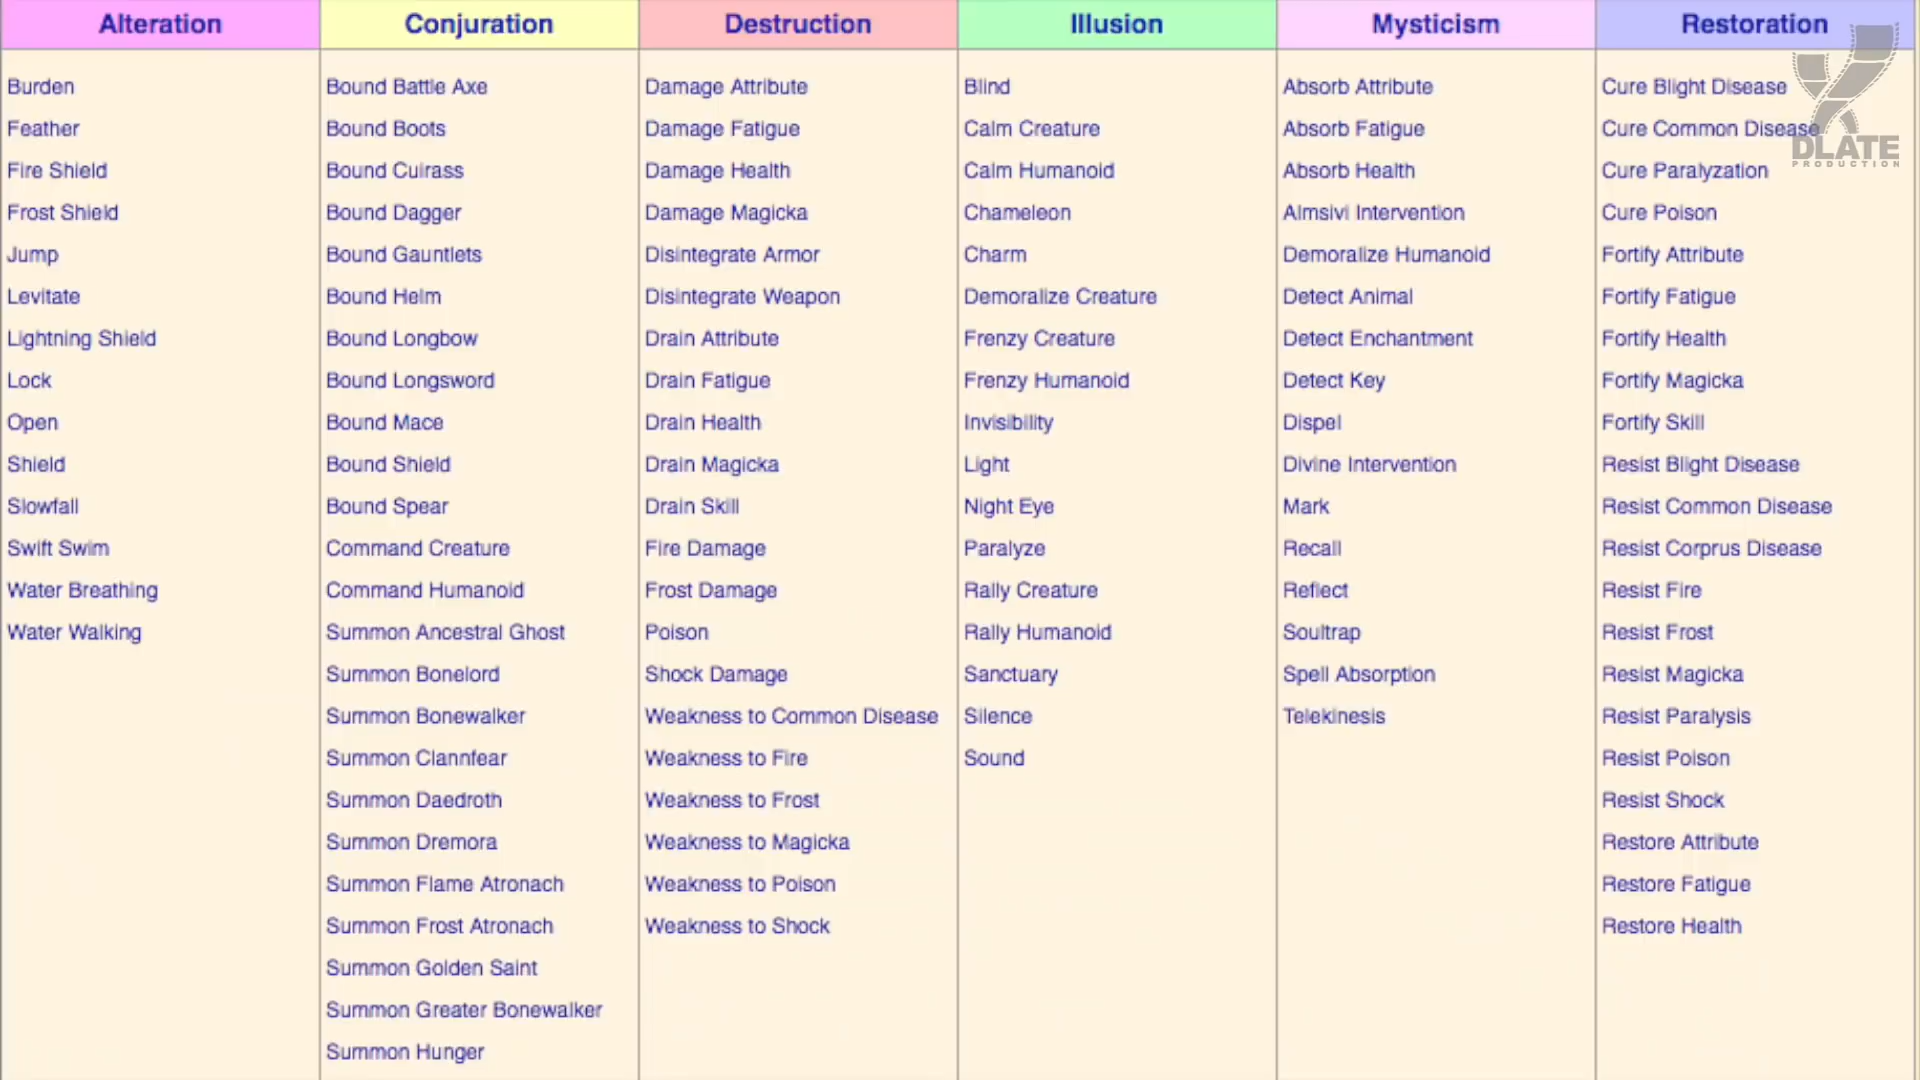 Alteration
Burden
Feather
Fire Shield
Frost Shield
Jump
Levitate
Lightning Shield
Lock
Open
Shield
Slowfall
Swift Swim
Water Breathing
Water Walking
Conjuration
Bound Battle Axe
Bound Boots
Bound Cuirass
Bound Dagger
Bound Gauntlets
Bound Helm
Bound Longbow
Bound Longsword
Bound Mace
Bound Shield
Bound Spear
Command Creature
Command Humanoid
Summon Ancestral Ghost
Summon Bonelord
Summon Bonewalker
Summon Clannfear
Summon Daedroth
Summon Dremora
Summon Flame Atronach
Summon Frost Atronach
Summon Golden Saint
Summon Greater Bonewalker
Summon Hunger
Destruction
Damage Attribute
Damage Fatigue
Damage Health
Damage Magicka
Disintegrate Armor
Disintegrate Weapon
Drain Attribute
Drain Fatigue
Drain Health
Drain Magicka
Drain Skill
Fire Damage
Frost Damage
Poison
Shock Damage
Weakness to Common Disease
Weakness to Fire
Weakness to Frost
Weakness to Magicka
Weakness to Poison
Weakness to Shock
Illusion
Blind
Calm Creature
Calm Humanoid
Chameleon
Charm
Demoralize Creature
Frenzy Creature
Frenzy Humanoid
Invisibility
Light
Night Eye
Paralyze
Rally Creature
Rally Humanoid
Sanctuary
Silence
Sound
Mysticism
Absorb Attribute
Absorb Fatigue
Absorb Health
Almsivi Intervention
Demoralize Humanoid
Detect Animal
Detect Enchantment
Detect Key
Dispel
Divine Intervention
Mark
Recall
Reflect
Soultrap
Spell Absorption
Telekinesis
Restoration
Cure Blight Disease
Cure Common Disease
Cure Paralyzation
Cure Poison
Fortify Attribute
Fortify Fatigue
Fortify Health
Fortify Magicka
Fortify Skill
Resist Blight Disease
Resist Common Disease
Resist Corprus Disease
Resist Fire
Resist Frost
Resist Magicka
Resist Paralysis
Resist Poison
Resist Shock
Restore Attribute
Restore Fatigue
Restore Health
DLATE
PRODUCTION